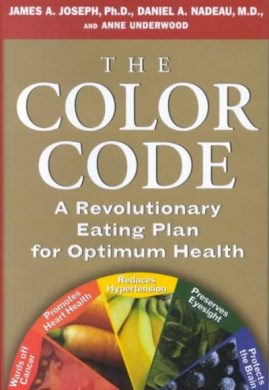 JAMES A. JOSEPH, Ph.D., DANIEL A. NADEAU, M.D.,
AND ANNE UNDERWOOD
THE
COLOR
CODE
A Revolutionary
Eating Plan
for Optimum Health
Wards off
Cancer
Promotes
Heart Health
Reduces
Hypertension
Preserves
Eyesight
Protects
the Brain